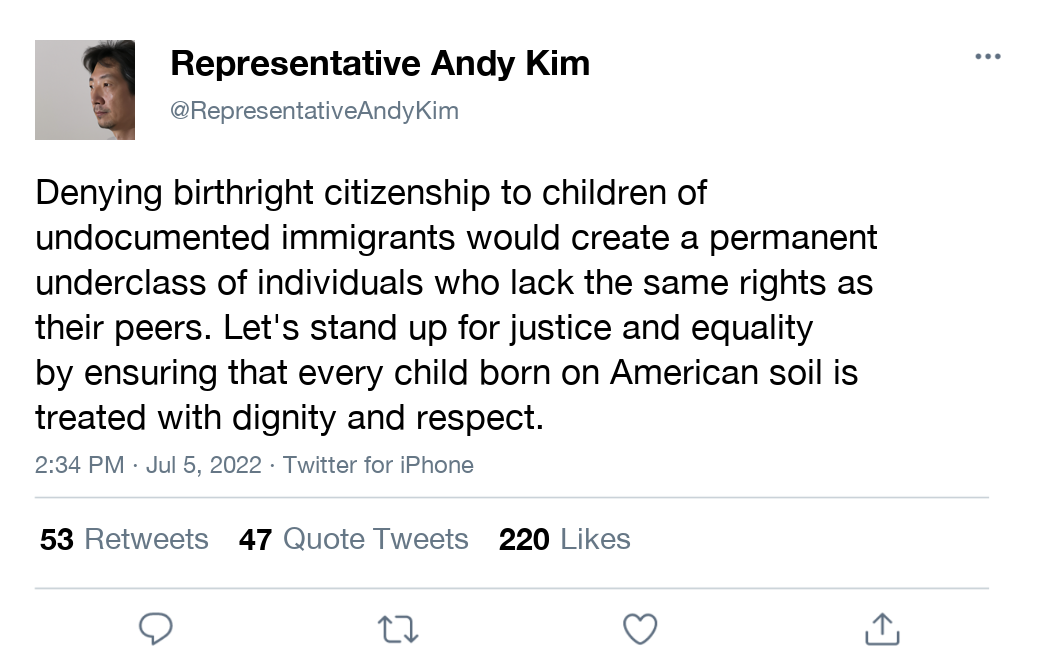 Representative Andy Kim
@RepresentativeAndyKim
Denying birthright citizenship to children of
undocumented immigrants would create a permanent
underclass of individuals who lack the same rights as
their peers. Let's stand up for justice and equality
by ensuring that every child born on American soil is
treated with dignity and respect.
2:34 PM · Jul 5, 2022 · Twitter for iPhone
53 Retweets 47 Quote Tweets 220 Likes